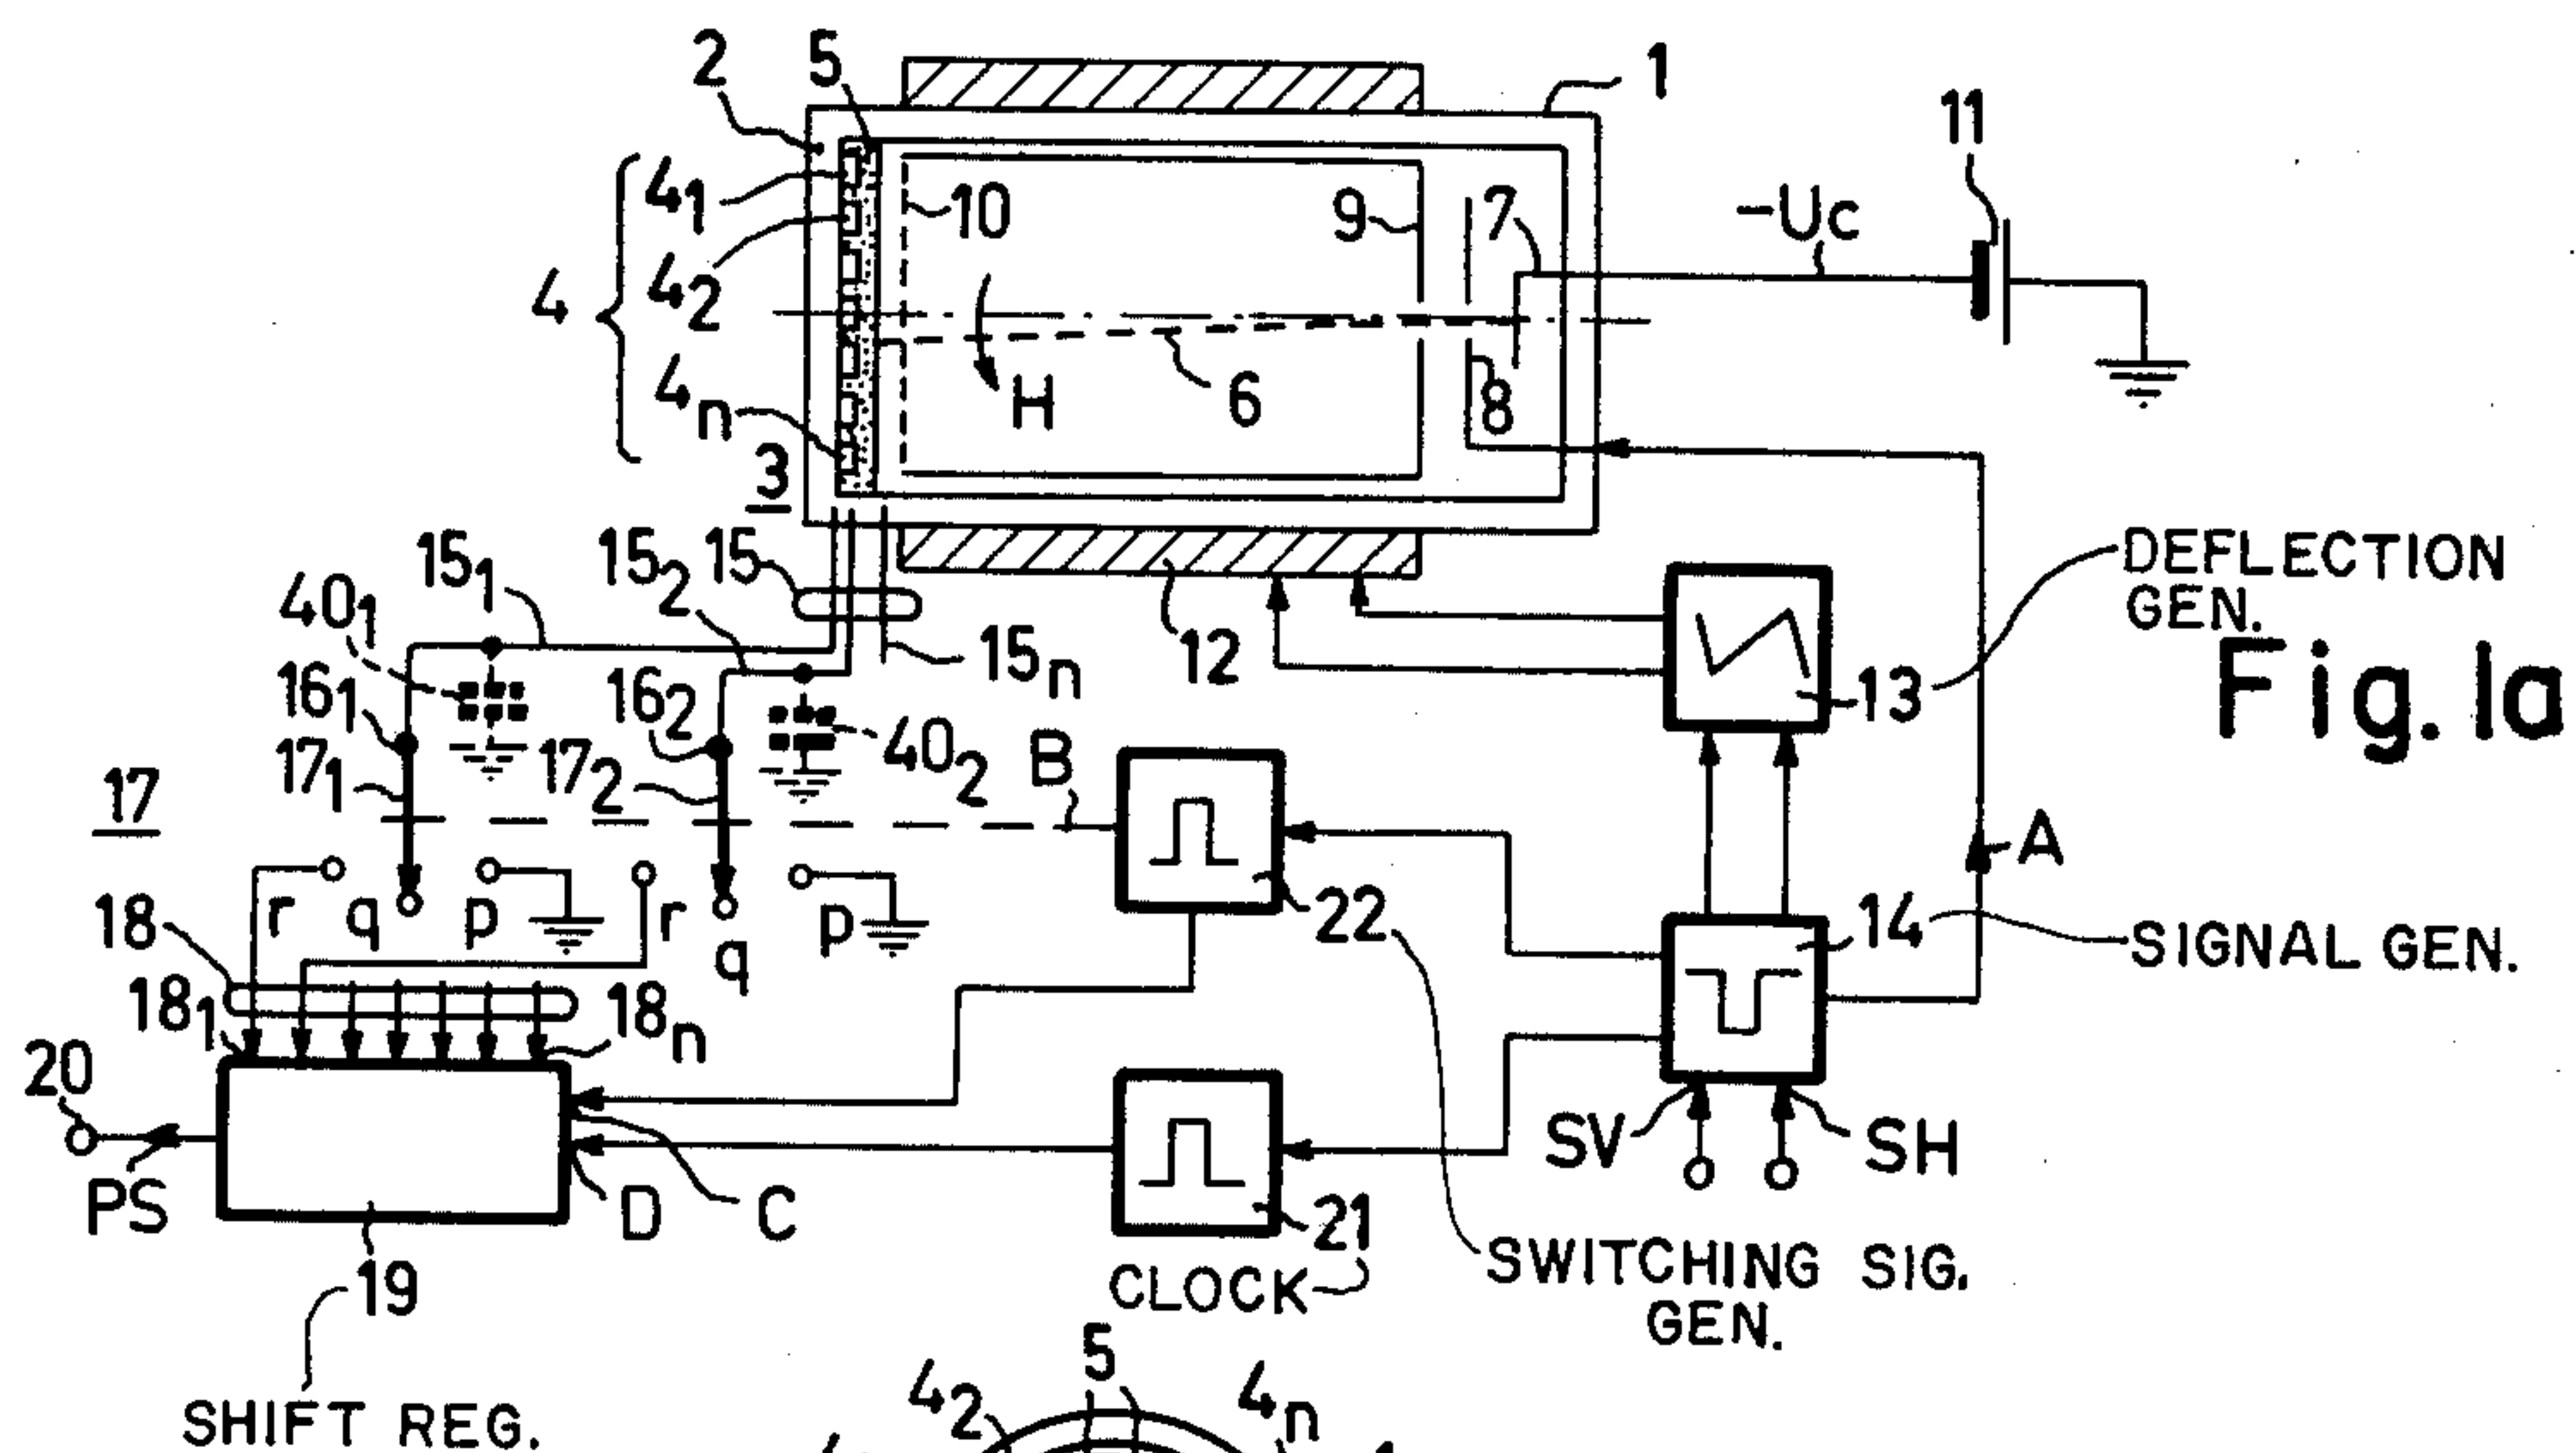 2
5
1
11
4
4₁
4₂
4n
3
10
9
7
-Uc
H
6
8
DEFLECTION
GEN.
Fig. 1a
15₁
15₂
15
15n
12
13
40₁
16₁
17₁
16₂
17₂
40₂
B
A
17
r
q
p
r
q
p
18
18₁
18n
22
14
SIGNAL GEN.
20
PS
D
C
SV
SH
21
CLOCK
SWITCHING SIG.
GEN.
19
SHIFT REG.
4₂
5
4n